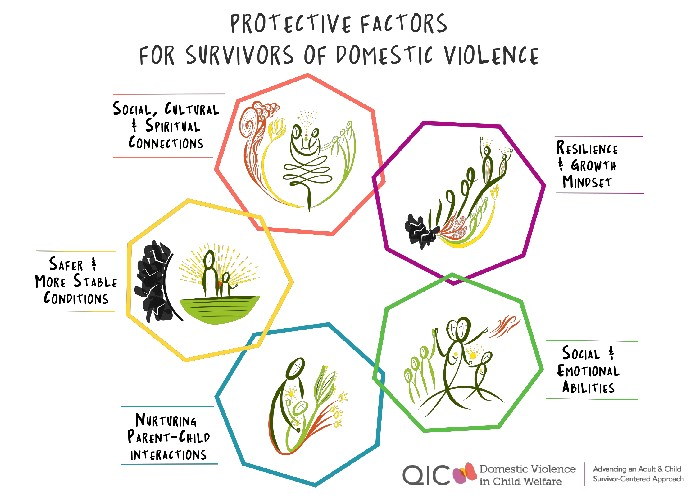 PROTECTIVE FACTORS
FOR SURVIVORS OF DOMESTIC VIOLENCE
SOCIAL, CULTURAL
& SPIRITUAL
CONNECTIONS
RESILIENCE
& GROWTH
MINDSET
SAFER &
MORE STABLE
CONDITIONS
SOCIAL &
EMOTIONAL
ABILITIES
NURTURING
PARENT-CHILD
INTERACTIONS
QIC Domestic Violence
in Child Welfare
Advancing an Adult & Child
Survivor-Centered Approach